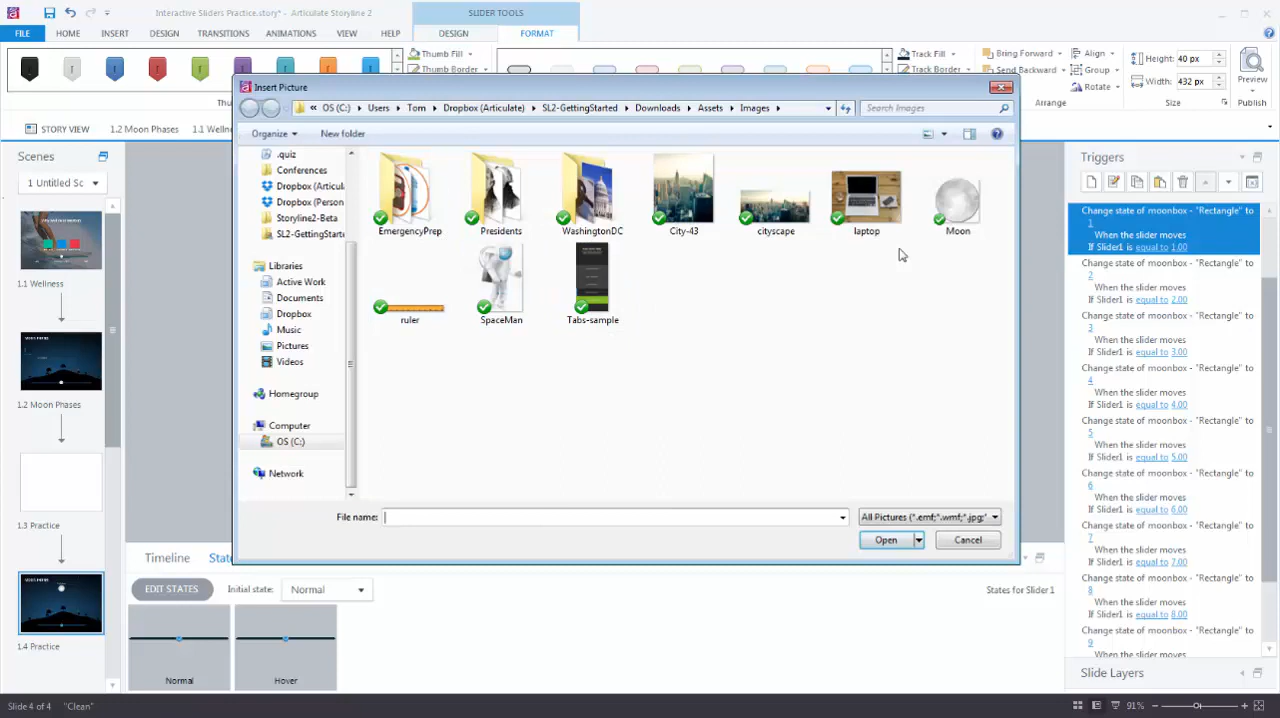 Interactive Sliders Practice.story* - Articulate Storyline 2
SLIDER TOOLS
FILE HOME INSERT DESIGN TRANSITIONS ANIMATIONS VIEW HELP DESIGN FORMAT
Thumb Fill
Thumb Border
Track Fill
Track Border
Bring Forward
Send Backward
Align
Group
Rotate
Arrange
Height: 40 px
Width: 432 px
Size
Preview
Publish
STORY VIEW 1.2 Moon Phases
Insert Picture
« OS (C:) Users Tom Dropbox (Articulate) SL2-GettingStarted Downloads Assets Images
Search Images
Organize New folder
.quiz
Conferences
Dropbox (Articul
Dropbox (Person
Storyline2-Beta
SL2-GettingStart
Libraries
Active Work
Documents
Dropbox
Music
Pictures
Videos
Homegroup
Computer
OS (C:)
Network
EmergencyPrep Presidents WashingtonDC City-43 cityscape laptop Moon
ruler SpaceMan Tabs-sample
File name:
All Pictures (*.emf;*.wmf;*.jpg;*
Open Cancel
Scenes
1 Untitled Sc
1.1 Wellness
1.2 Moon Phases
1.3 Practice
1.4 Practice
Timeline
EDIT STATES Initial state: Normal
States for Slider 1
Normal Hover
Triggers
Change state of moonbox - "Rectangle" to
1
When the slider moves
If Slider1 is equal to 1.00
Change state of moonbox - "Rectangle" to
2
When the slider moves
If Slider1 is equal to 2.00
Change state of moonbox - "Rectangle" to
3
When the slider moves
If Slider1 is equal to 3.00
Change state of moonbox - "Rectangle" to
4
When the slider moves
If Slider1 is equal to 4.00
Change state of moonbox - "Rectangle" to
5
When the slider moves
If Slider1 is equal to 5.00
Change state of moonbox - "Rectangle" to
6
When the slider moves
If Slider1 is equal to 6.00
Change state of moonbox - "Rectangle" to
7
When the slider moves
If Slider1 is equal to 7.00
Change state of moonbox - "Rectangle" to
8
When the slider moves
If Slider1 is equal to 8.00
Change state of moonbox - "Rectangle" to
9
When the slider moves
Slide Layers
Slide 4 of 4 "Clean"
91%